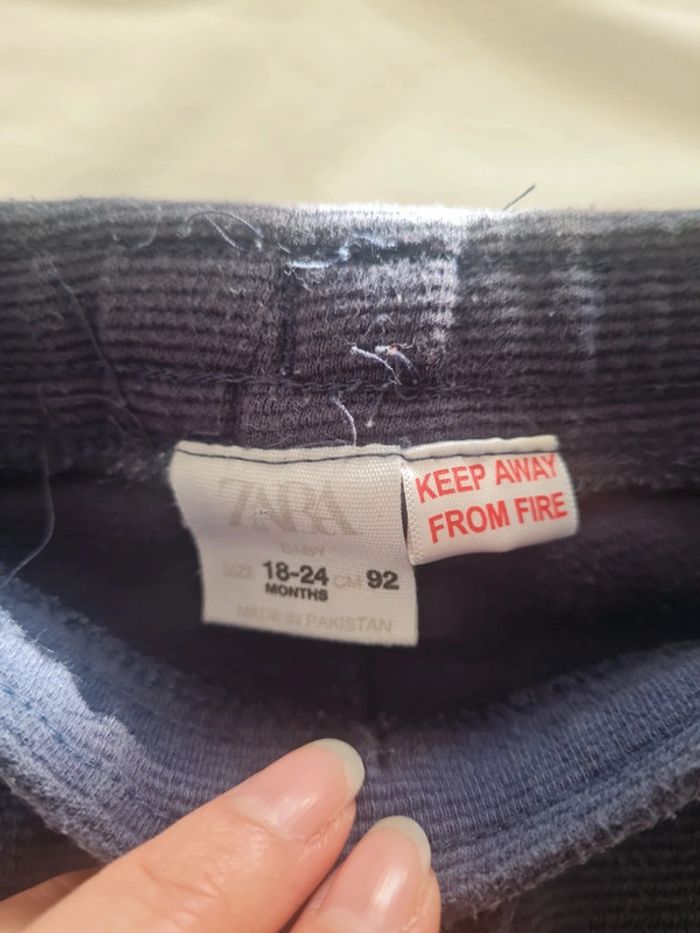 ZARA
BABY
SIZE 18-24 CM 92
MONTHS
MADE IN PAKISTAN
KEEP AWAY
FROM FIRE